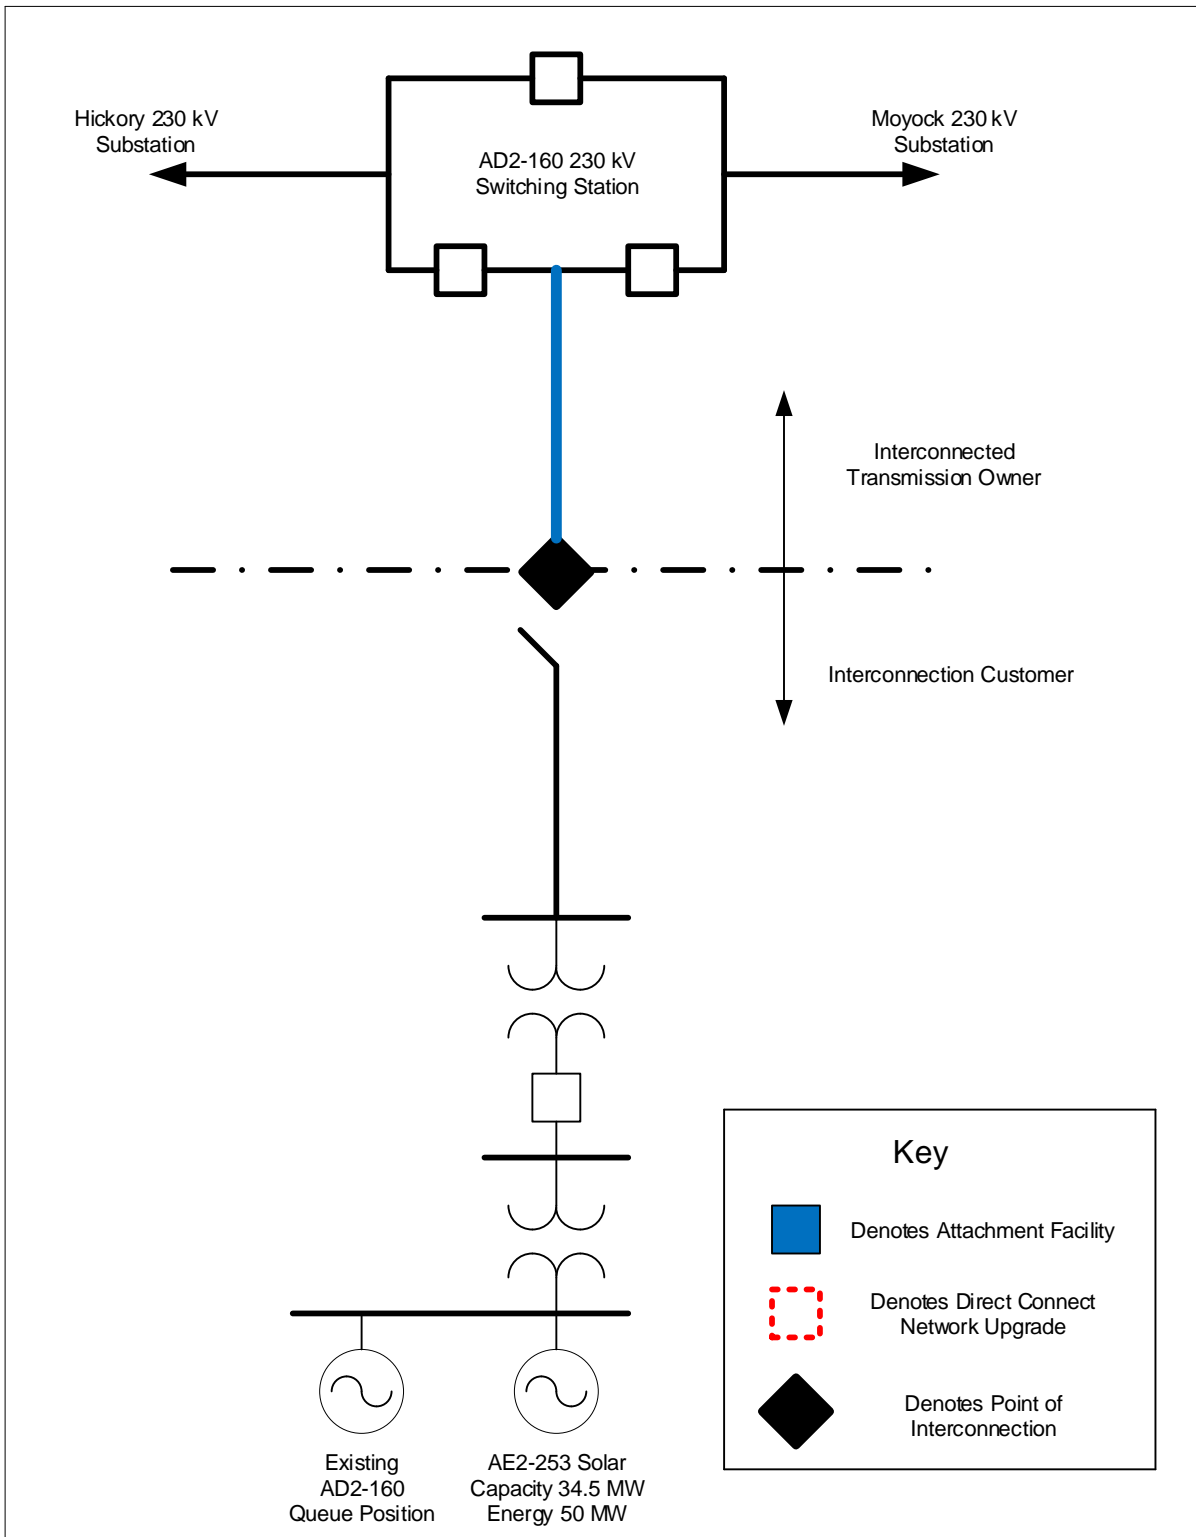 Hickory 230 kV
Substation
Moyock 230 kV
Substation
AD2-160 230 kV
Switching Station
Interconnected
Transmission Owner
Interconnection Customer
Key
Denotes Attachment Facility
Denotes Direct Connect
Network Upgrade
Denotes Point of
Interconnection
Existing
AD2-160
Queue Position
AE2-253 Solar
Capacity 34.5 MW
Energy 50 MW